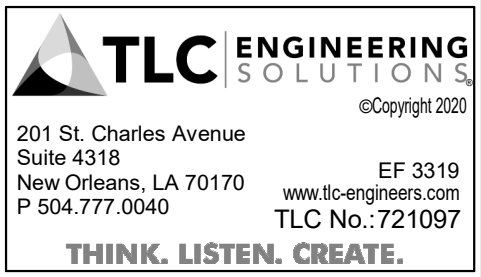 TLC ENGINEERING
SOLUTIONS®
©Copyright 2020
201 St. Charles Avenue
Suite 4318
New Orleans, LA 70170
P 504.777.0040
EF 3319
www.tlc-engineers.com
TLC No.:721097
THINK. LISTEN. CREATE.